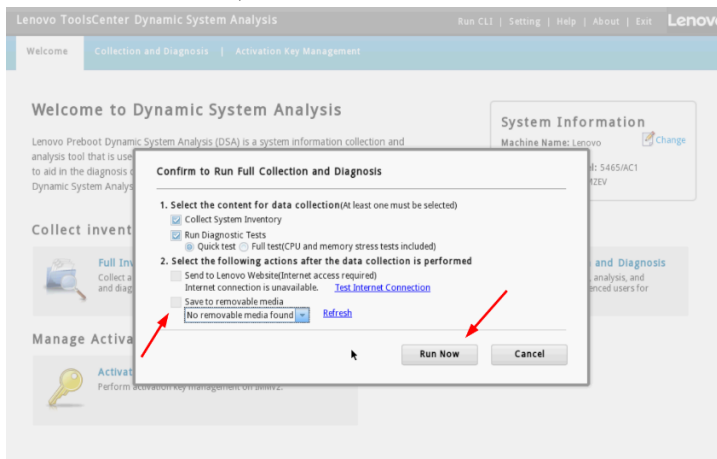 Lenovo ToolsCenter Dynamic System Analysis
Run CLI | Setting | Help | About | Exit Lenovo
Welcome Collection and Diagnosis | Activation Key Management
Welcome to Dynamic System Analysis
Lenovo Preboot Dynamic System Analysis (DSA) is a system information collection and
analysis tool that is use
to aid in the diagnosis
Dynamic System Analys
System Information
Machine Name: Lenovo Change
el: 5465/AC1
Confirm to Run Full Collection and Diagnosis
1. Select the content for data collection(At least one must be selected)
Collect System Inventory
Run Diagnostic Tests
Quick test Full test(CPU and memory stress tests included)
2. Select the following actions after the data collection is performed
Send to Lenovo Website(Internet access required)
Internet connection is unavailable. Test Internet Connection
Save to removable media
No removable media found Refresh
Run Now Cancel
Collect invent
Full In
Collect a
and diag
and Diagnosis
, analysis, and
enced users for
Manage Activa
Activat
Perform activation key management on